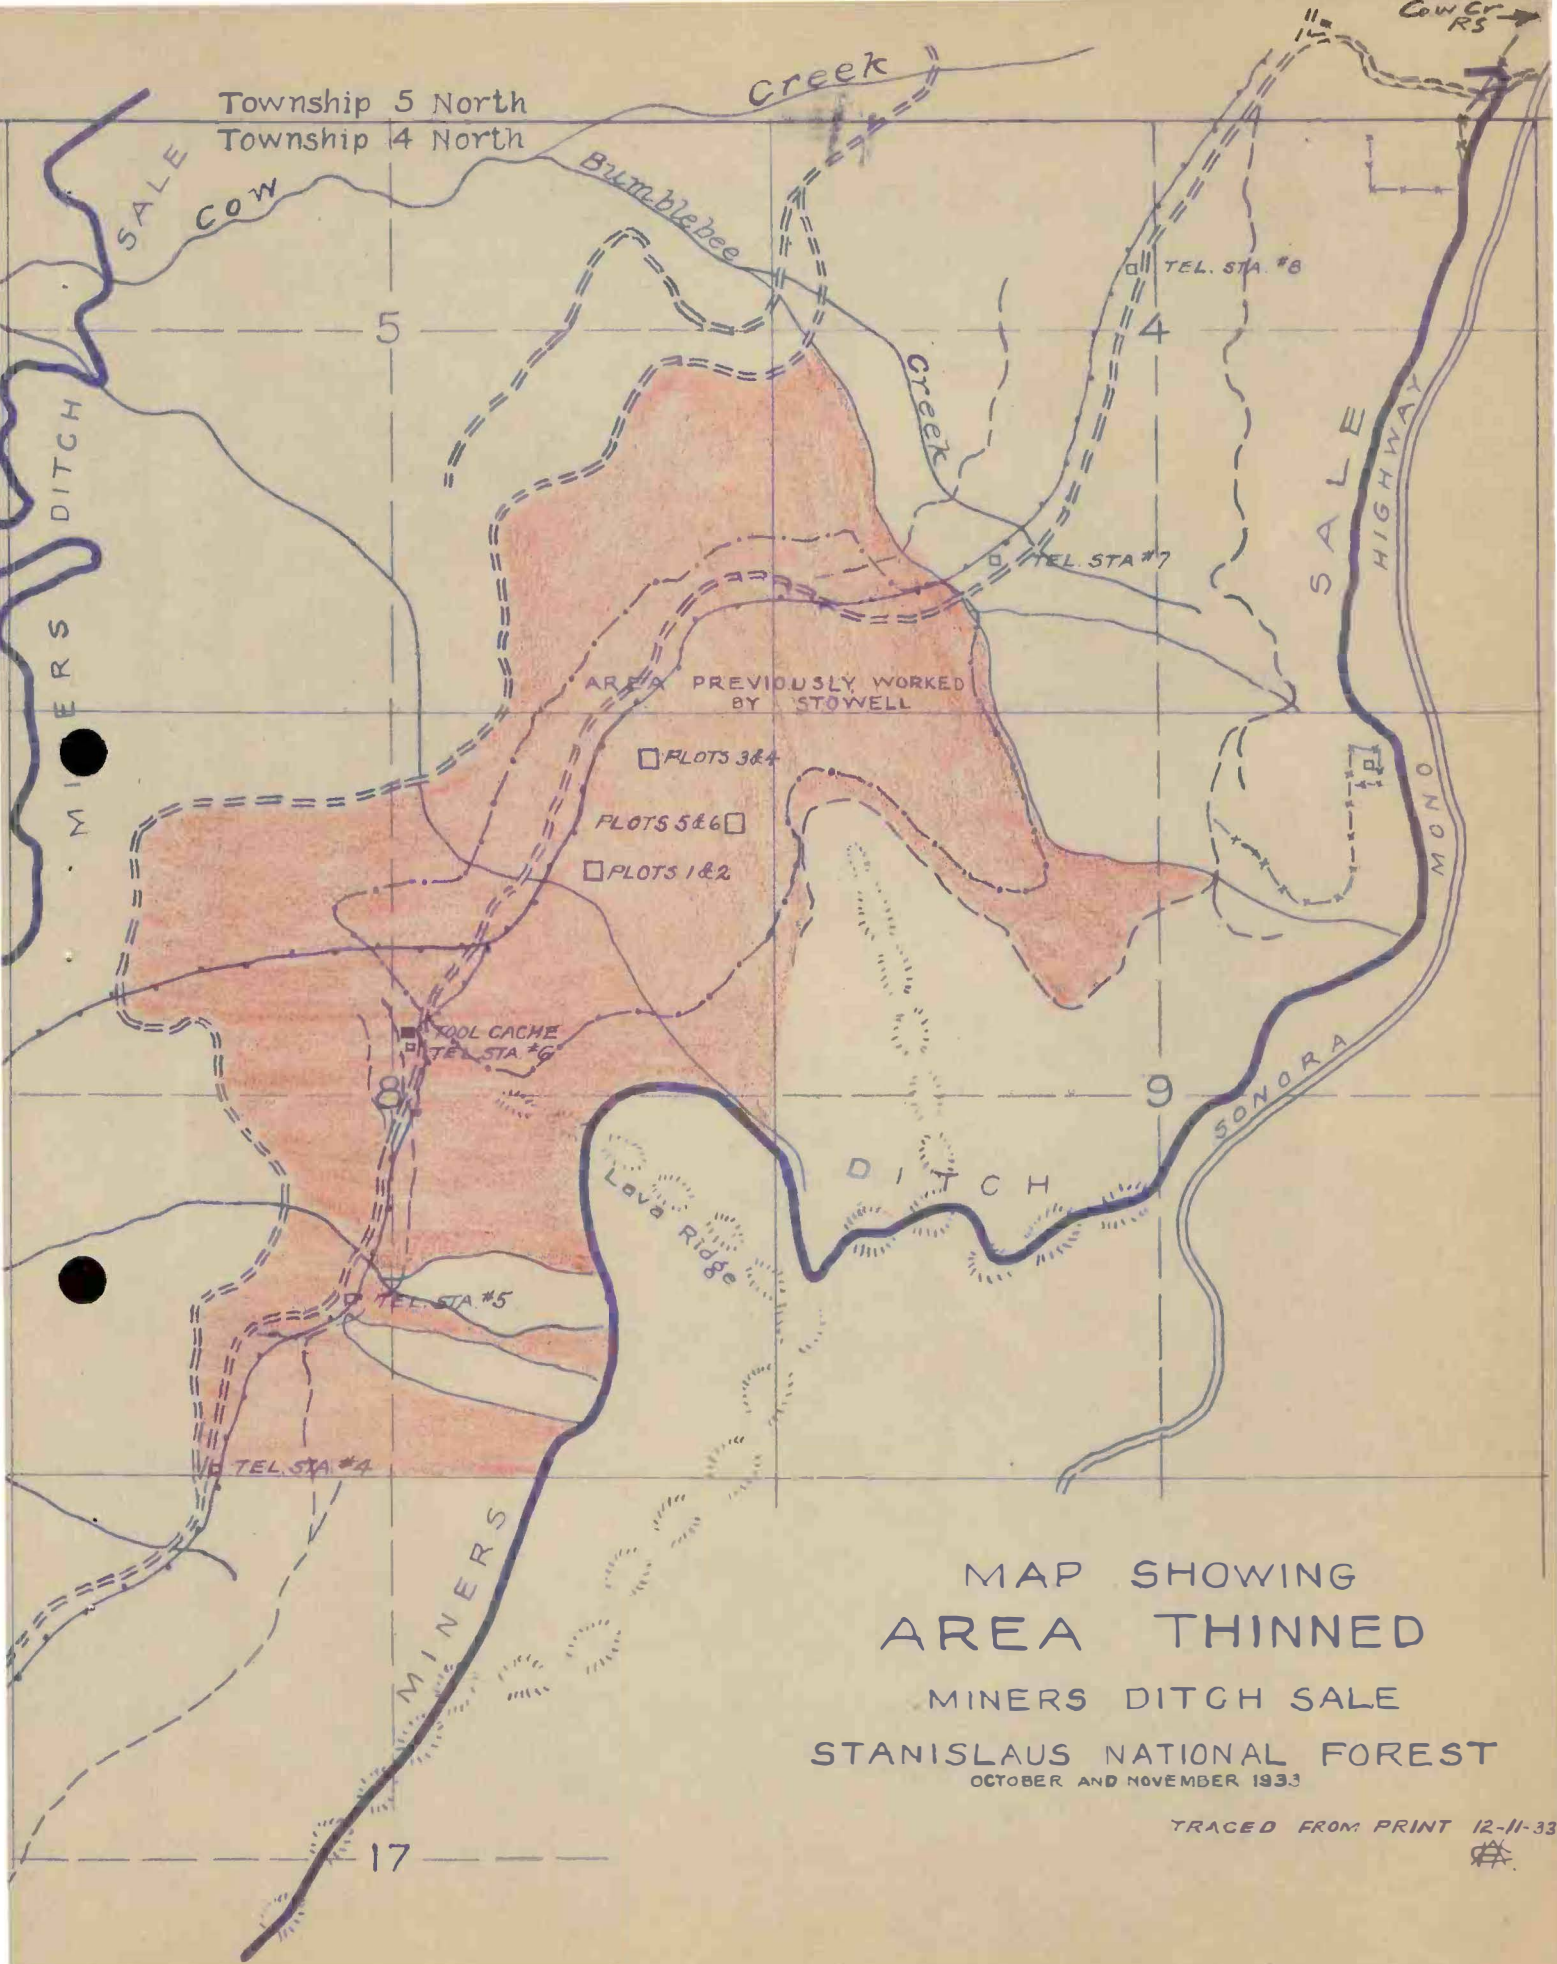 Cow Cr
RS
Creek
Township 5 North
Township 4 North
SALE
Cow
Bumblebee
Creek
TEL. STA. #8
5
4
MINERS DITCH
SALE
HIGHWAY
TEL. STA #7
AREA PREVIOUSLY WORKED
BY STOWELL
PLOTS 3&4
PLOTS 5&6
PLOTS 1&2
MONO
TOOL CACHE
TEL. STA. #6
8
9
SONORA
DITCH
Lava Ridge
TEL. STA. #5
TEL. STA #4
MINERS
17
MAP SHOWING
AREA THINNED
MINERS DITCH SALE
STANISLAUS NATIONAL FOREST
OCTOBER AND NOVEMBER 1933
TRACED FROM PRINT 12-11-33